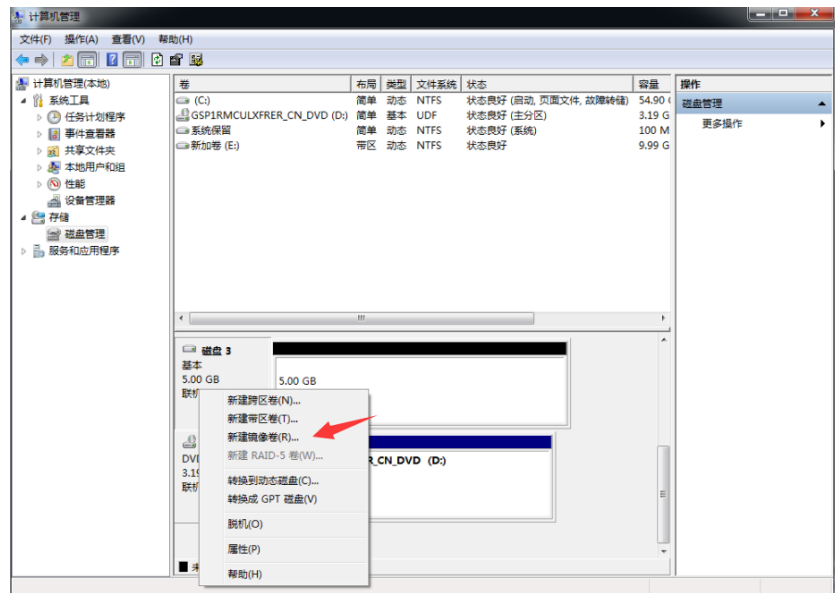 计算机管理
文件(F) 操作(A) 查看(V) 帮助(H)
计算机管理(本地)
系统工具
任务计划程序
事件查看器
共享文件夹
本地用户和组
性能
设备管理器
存储
磁盘管理
服务和应用程序
卷 布局 类型 文件系统 状态 容量
(C:) 简单 动态 NTFS 状态良好 (启动, 页面文件, 故障转储) 54.90
GSP1RMCULXFRER_CN_DVD (D:) 简单 基本 UDF 状态良好 (主分区) 3.19 G
系统保留 简单 动态 NTFS 状态良好 (系统) 100 M
新加卷 (E:) 带区 动态 NTFS 状态良好 9.99 G
操作
磁盘管理
更多操作
磁盘 3
基本
5.00 GB
联机
5.00 GB
新建跨区卷(N)...
新建带区卷(T)...
新建镜像卷(R)...
新建 RAID-5 卷(W)...
转换到动态磁盘(C)...
转换成 GPT 磁盘(V)
脱机(O)
属性(P)
帮助(H)
DVD
3.19
联机
R_CN_DVD (D:)
未